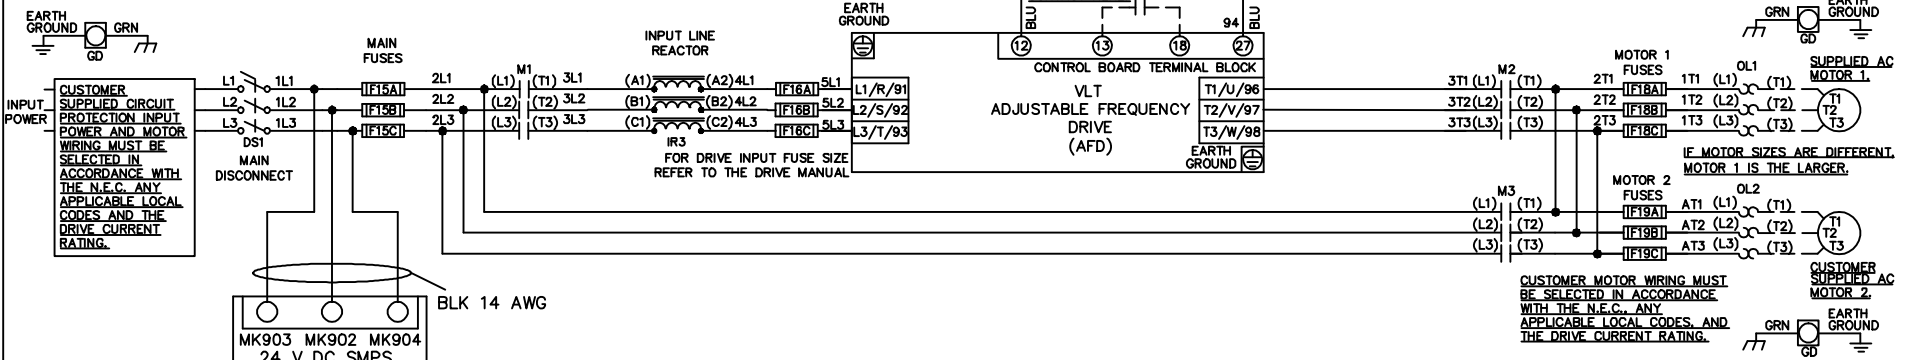 EARTH
GROUND
GRN
GD
INPUT
POWER
CUSTOMER
SUPPLIED CIRCUIT
PROTECTION INPUT
POWER AND MOTOR
WIRING MUST BE
SELECTED IN
ACCORDANCE WITH
THE N.E.C. ANY
APPLICABLE LOCAL
CODES AND THE
DRIVE CURRENT
RATING.
L1 1L1
L2 1L2
L3 1L3
DS1
MAIN
DISCONNECT
MAIN
FUSES
F15A
F15B
F15C
2L1
2L2
2L3
M1
(L1) (T1) 3L1
(L2) (T2) 3L2
(L3) (T3) 3L3
INPUT LINE
REACTOR
(A1) (A2) 4L1
(B1) (B2) 4L2
(C1) (C2) 4L3
IR3
F16A 5L1
F16B 5L2
F16C 5L3
FOR DRIVE INPUT FUSE SIZE
REFER TO THE DRIVE MANUAL
EARTH
GROUND
L1/R/91
L2/S/92
L3/T/93
BLU
94 BLU
12 13 18 27
CONTROL BOARD TERMINAL BLOCK
VLT
ADJUSTABLE FREQUENCY
DRIVE
(AFD)
T1/U/96
T2/V/97
T3/W/98
EARTH
GROUND
M2
3T1 (L1) (T1)
3T2 (L2) (T2)
3T3 (L3) (T3)
MOTOR 1
FUSES
2T1 F18A 1T1 (L1) (T1)
2T2 F18B 1T2 (L2) (T2)
2T3 F18C 1T3 (L3) (T3)
OL1
EARTH
GROUND
GRN
GD
SUPPLIED AC
MOTOR 1.
T1
T2
T3
IF MOTOR SIZES ARE DIFFERENT,
MOTOR 1 IS THE LARGER.
M3
(L1) (T1)
(L2) (T2)
(L3) (T3)
MOTOR 2
FUSES
F19A AT1 (L1) (T1)
F19B AT2 (L2) (T2)
F19C AT3 (L3) (T3)
OL2
T1
T2
T3
CUSTOMER
SUPPLIED AC
MOTOR 2.
CUSTOMER MOTOR WIRING MUST
BE SELECTED IN ACCORDANCE
WITH THE N.E.C., ANY
APPLICABLE LOCAL CODES, AND
THE DRIVE CURRENT RATING.
GRN
EARTH
GROUND
GD
BLK 14 AWG
MK903 MK902 MK904
24 V DC SMPS